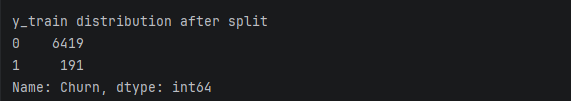 y_train distribution after split
0    6419
1     191
Name: Churn, dtype: int64